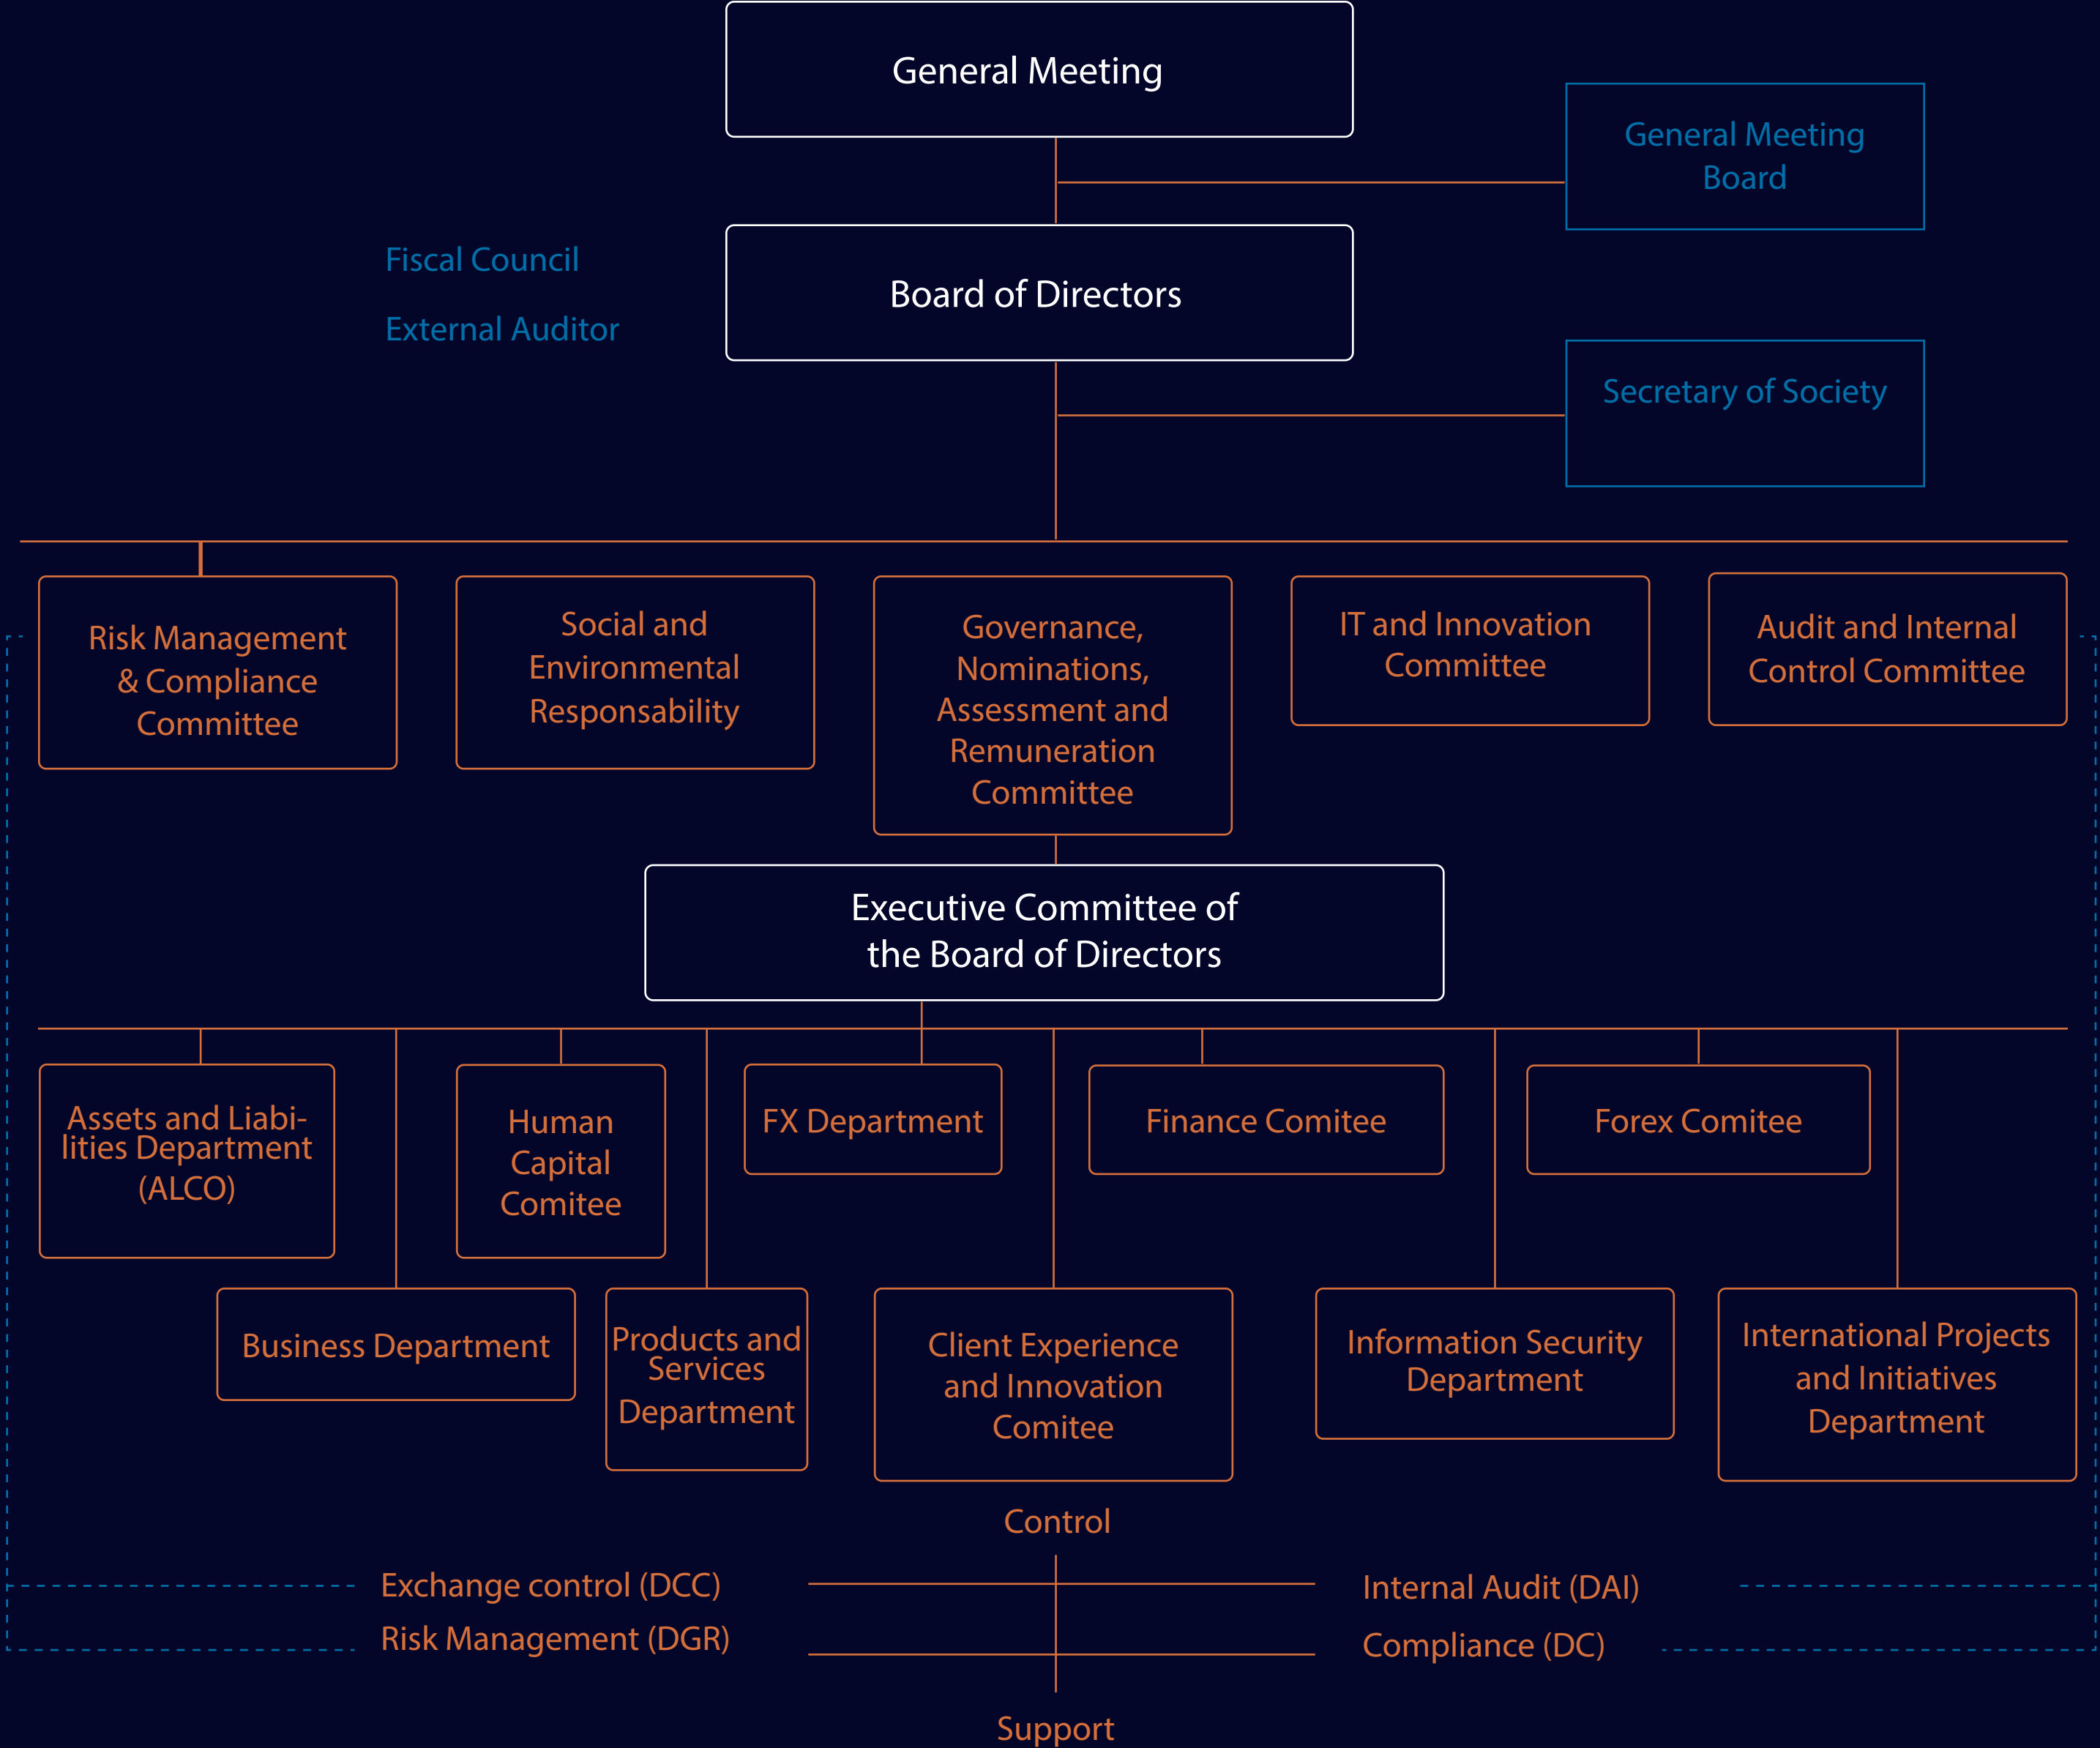 General Meeting
General Meeting
Board
Fiscal Council
External Auditor
Board of Directors
Secretary of Society
Risk Management
& Compliance
Committee
Social and
Environmental
Responsability
Governance,
Nominations,
Assessment and
Remuneration
Committee
IT and Innovation
Committee
Audit and Internal
Control Committee
Executive Committee of
the Board of Directors
Assets and Liabi-
lities Department
(ALCO)
Human
Capital
Comitee
FX Department
Finance Comitee
Forex Comitee
Business Department
Products and
Services
Department
Client Experience
and Innovation
Comitee
Information Security
Department
International Projects
and Initiatives
Department
Control
Exchange control (DCC)
Internal Audit (DAI)
Risk Management (DGR)
Compliance (DC)
Support